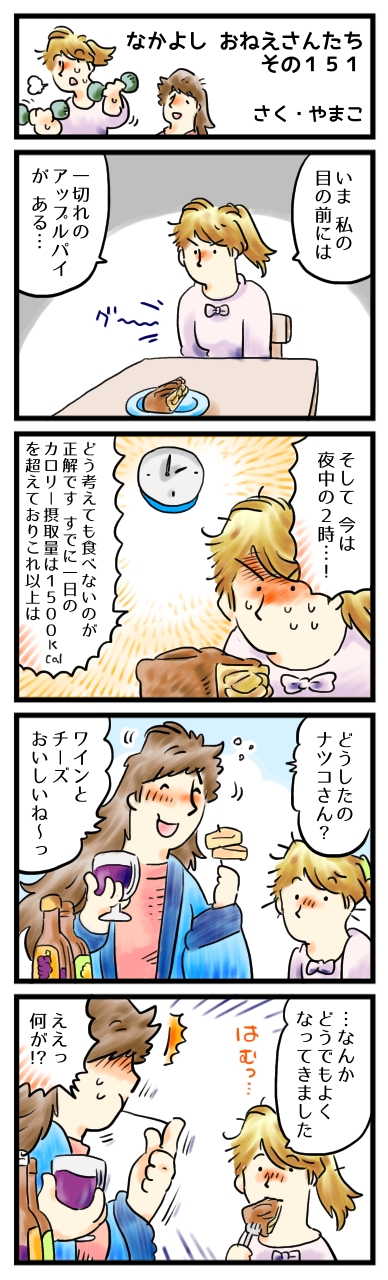 なかよし おねえさんたち
その151
さく・やまこ
いま 私の
目の前には
一切れの
アップルパイ
が ある…
グ〜〜〜
そして 今は
夜中の2時…!
どう考えても食べないのが
正解です すでに一日の
カロリー摂取量は1500kcal
を超えておりこれ以上は
どうしたの
ナツコさん?
ワインと
チーズ
おいしいね〜っ
…なんか
どうでもよく
なってきました
はむっ…
ええっ
何が!?